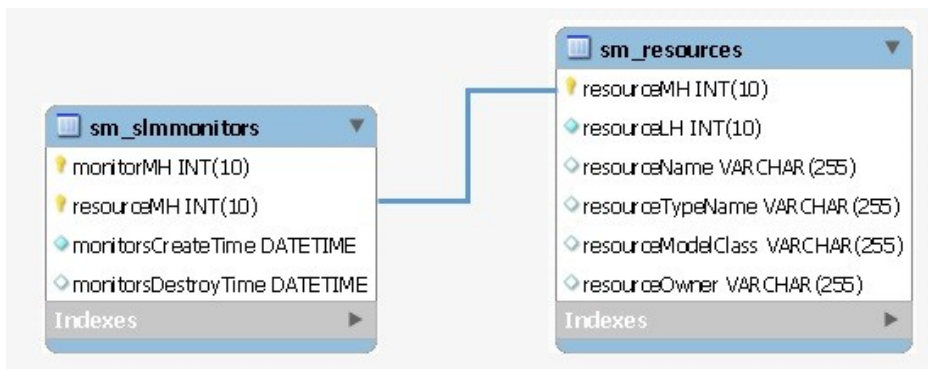 sm_resources
resourceMH INT(10)
resourceLH INT(10)
resourceName VARCHAR(255)
resourceTypeName VARCHAR(255)
resourceModelClass VARCHAR(255)
resourceOwner VARCHAR(255)
Indexes
sm_slmmonitors
monitorMH INT(10)
resourceMH INT(10)
monitorsCreateTime DATETIME
monitorsDestroyTime DATETIME
Indexes